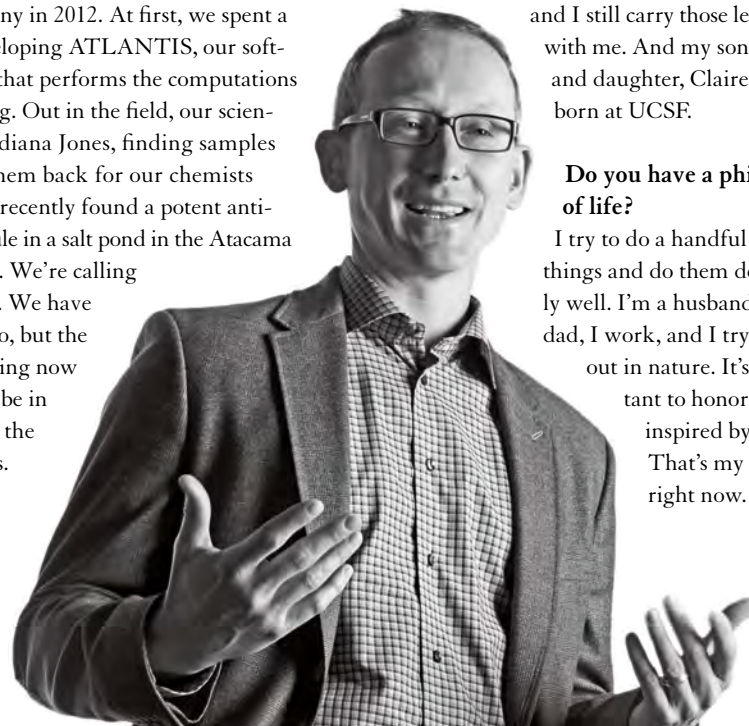 ny in 2012. At first, we spent a
eloping ATLANTIS, our soft-
that performs the computations
g. Out in the field, our scien-
diana Jones, finding samples
hem back for our chemists
recently found a potent anti-
ule in a salt pond in the Atacama
. We're calling
. We have
o, but the
ing now
be in
the
s.
and I still carry those le
with me. And my son
and daughter, Claire
born at UCSF.
Do you have a phi
of life?
I try to do a handful
things and do them de
ly well. I'm a husband
dad, I work, and I try
out in nature. It's
tant to honor
inspired by
That's my
right now.